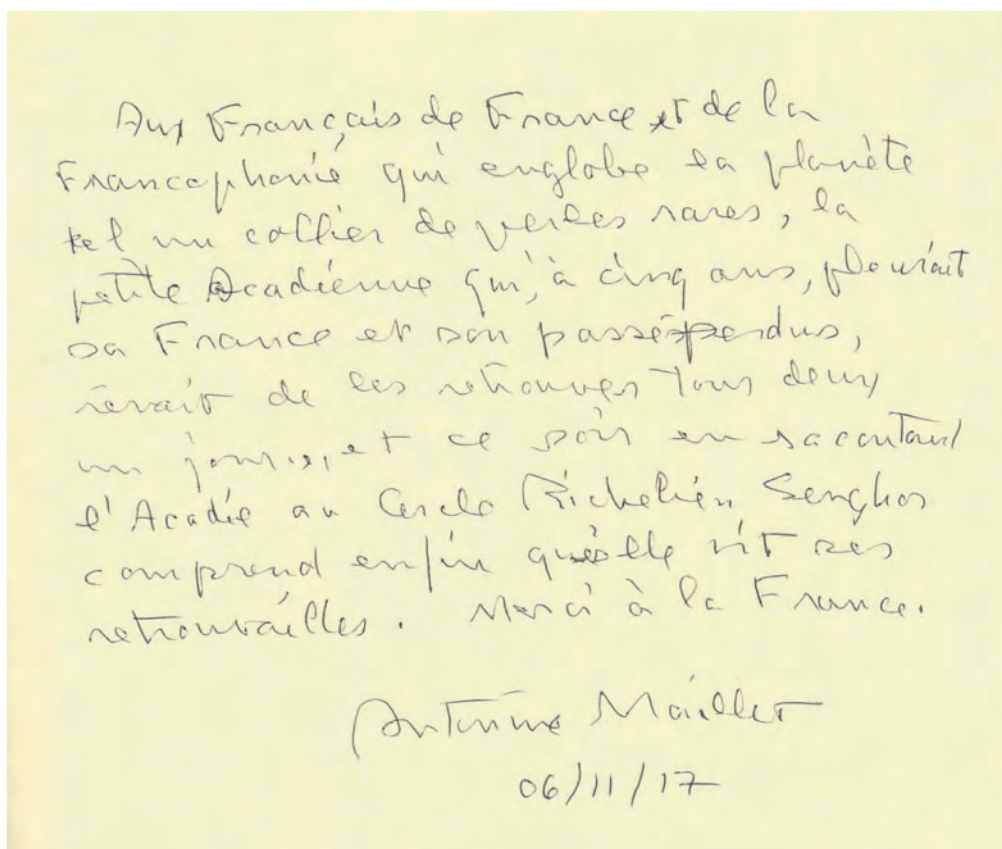 Aux Français de France et de la
Francophonie qui englobe la planète
tel un collier de perles rares, la
petite Acadienne qui, à cinq ans, pleurait
sa France et son passé perdus,
rêvait de les retrouver tous deux
un jour..., et ce soir en racontant
l'Acadie au Cercle Richelieu Senghor
comprend enfin qu'elle vit ses
retrouvailles. Merci à la France.
Antonine Maillet
06/11/17